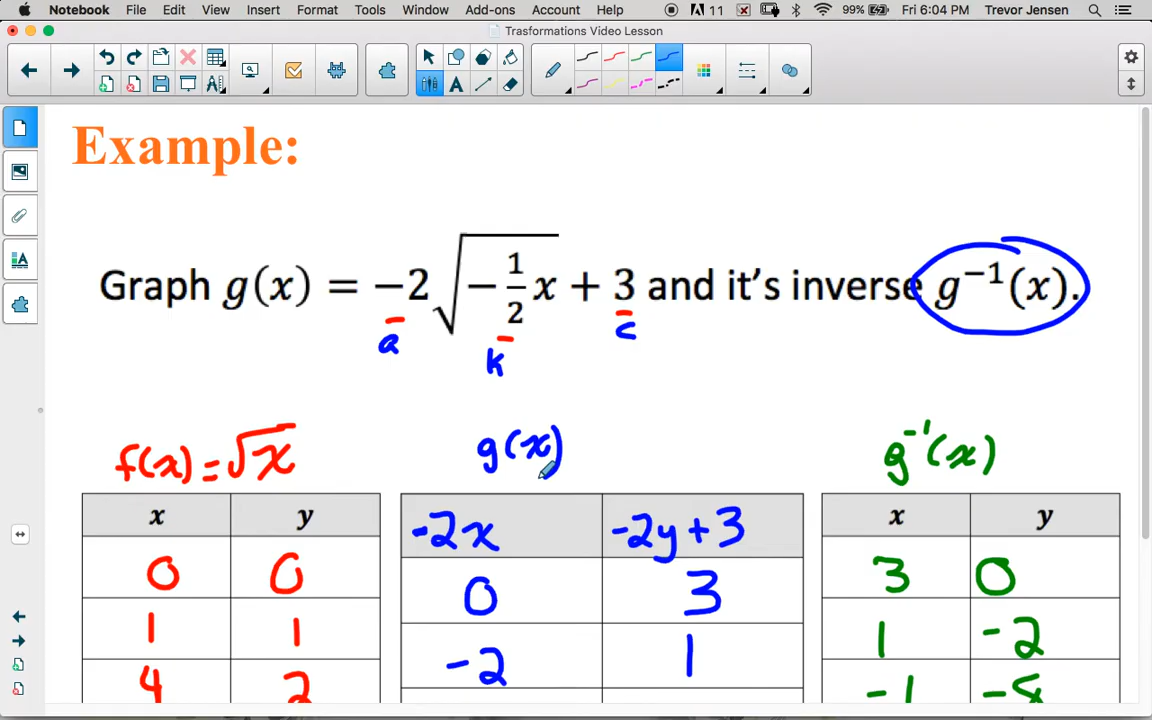 Notebook File Edit View Insert Format Tools Window Add-ons Account Help 11 99% Fri 6:04 PM Trevor Jensen
Trasformations Video Lesson
A
A
Example:
Graph g(x) = −2√(−1/2 x) + 3 and it's inverse g⁻¹(x).
a k c
f(x) = √x g(x) g⁻¹(x)
x y -2x -2y+3 x y
0 0 0 3 3 0
1 1 -2 1 1 -2
4 2 -1 -8